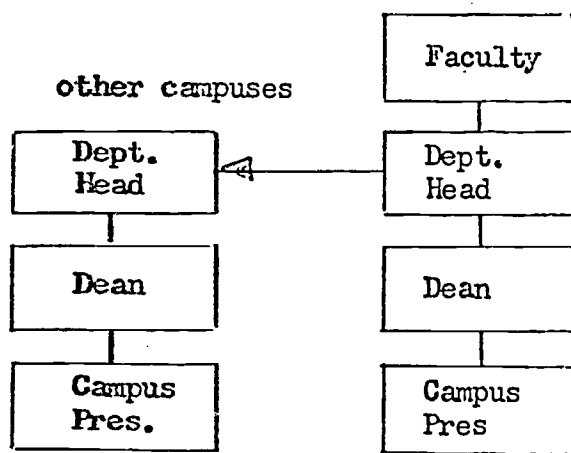 Faculty
other campuses
Dept.
Head
Dept.
Head
Dean
Dean
Campus
Pres.
Campus
Pres